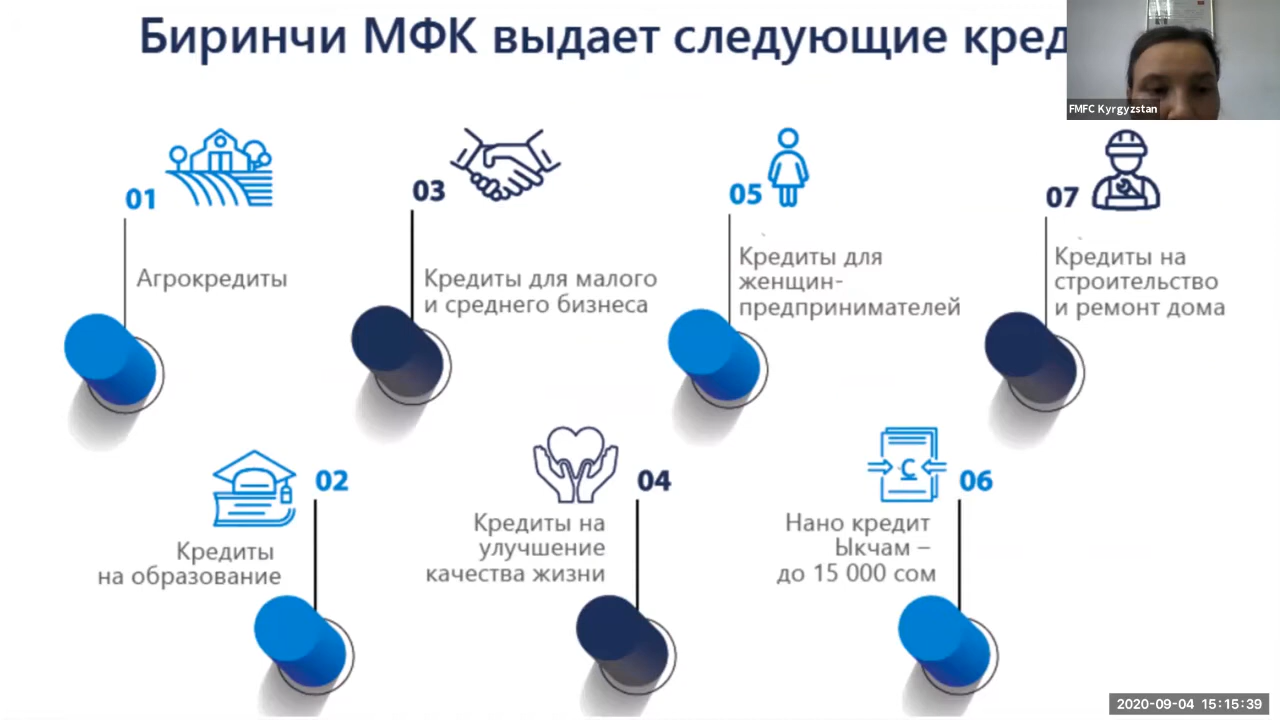 Биринчи МФК выдает следующие
FMFC Kyrgyzstan
01
Агрокредиты
03
Кредиты для малого
и среднего бизнеса
05
Кредиты для
женщин-
предпринимателей
07
Кредиты на
строительство
и ремонт дома
02
Кредиты
на образование
04
Кредиты на
улучшение
качества жизни
06
Нано кредит
Ыкчам –
до 15 000 сом
2020-09-04 15:15:39